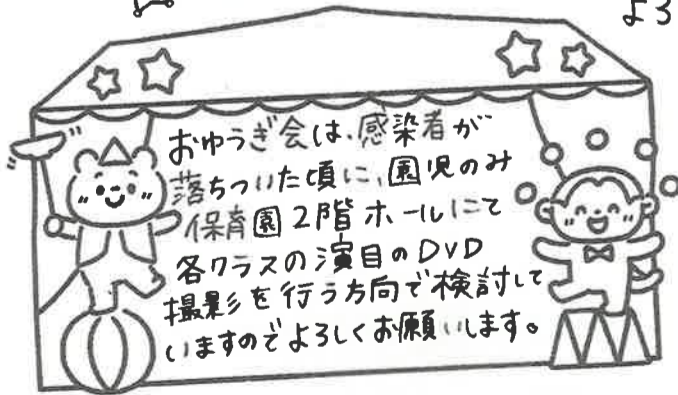 よろ
おゆうぎ会は、感染者が
落ちついた頃に、園児のみ
保育園2階ホールにて
各クラスの演目のDVD
撮影を行う方向で検討して
いますのでよろしくお願いします。